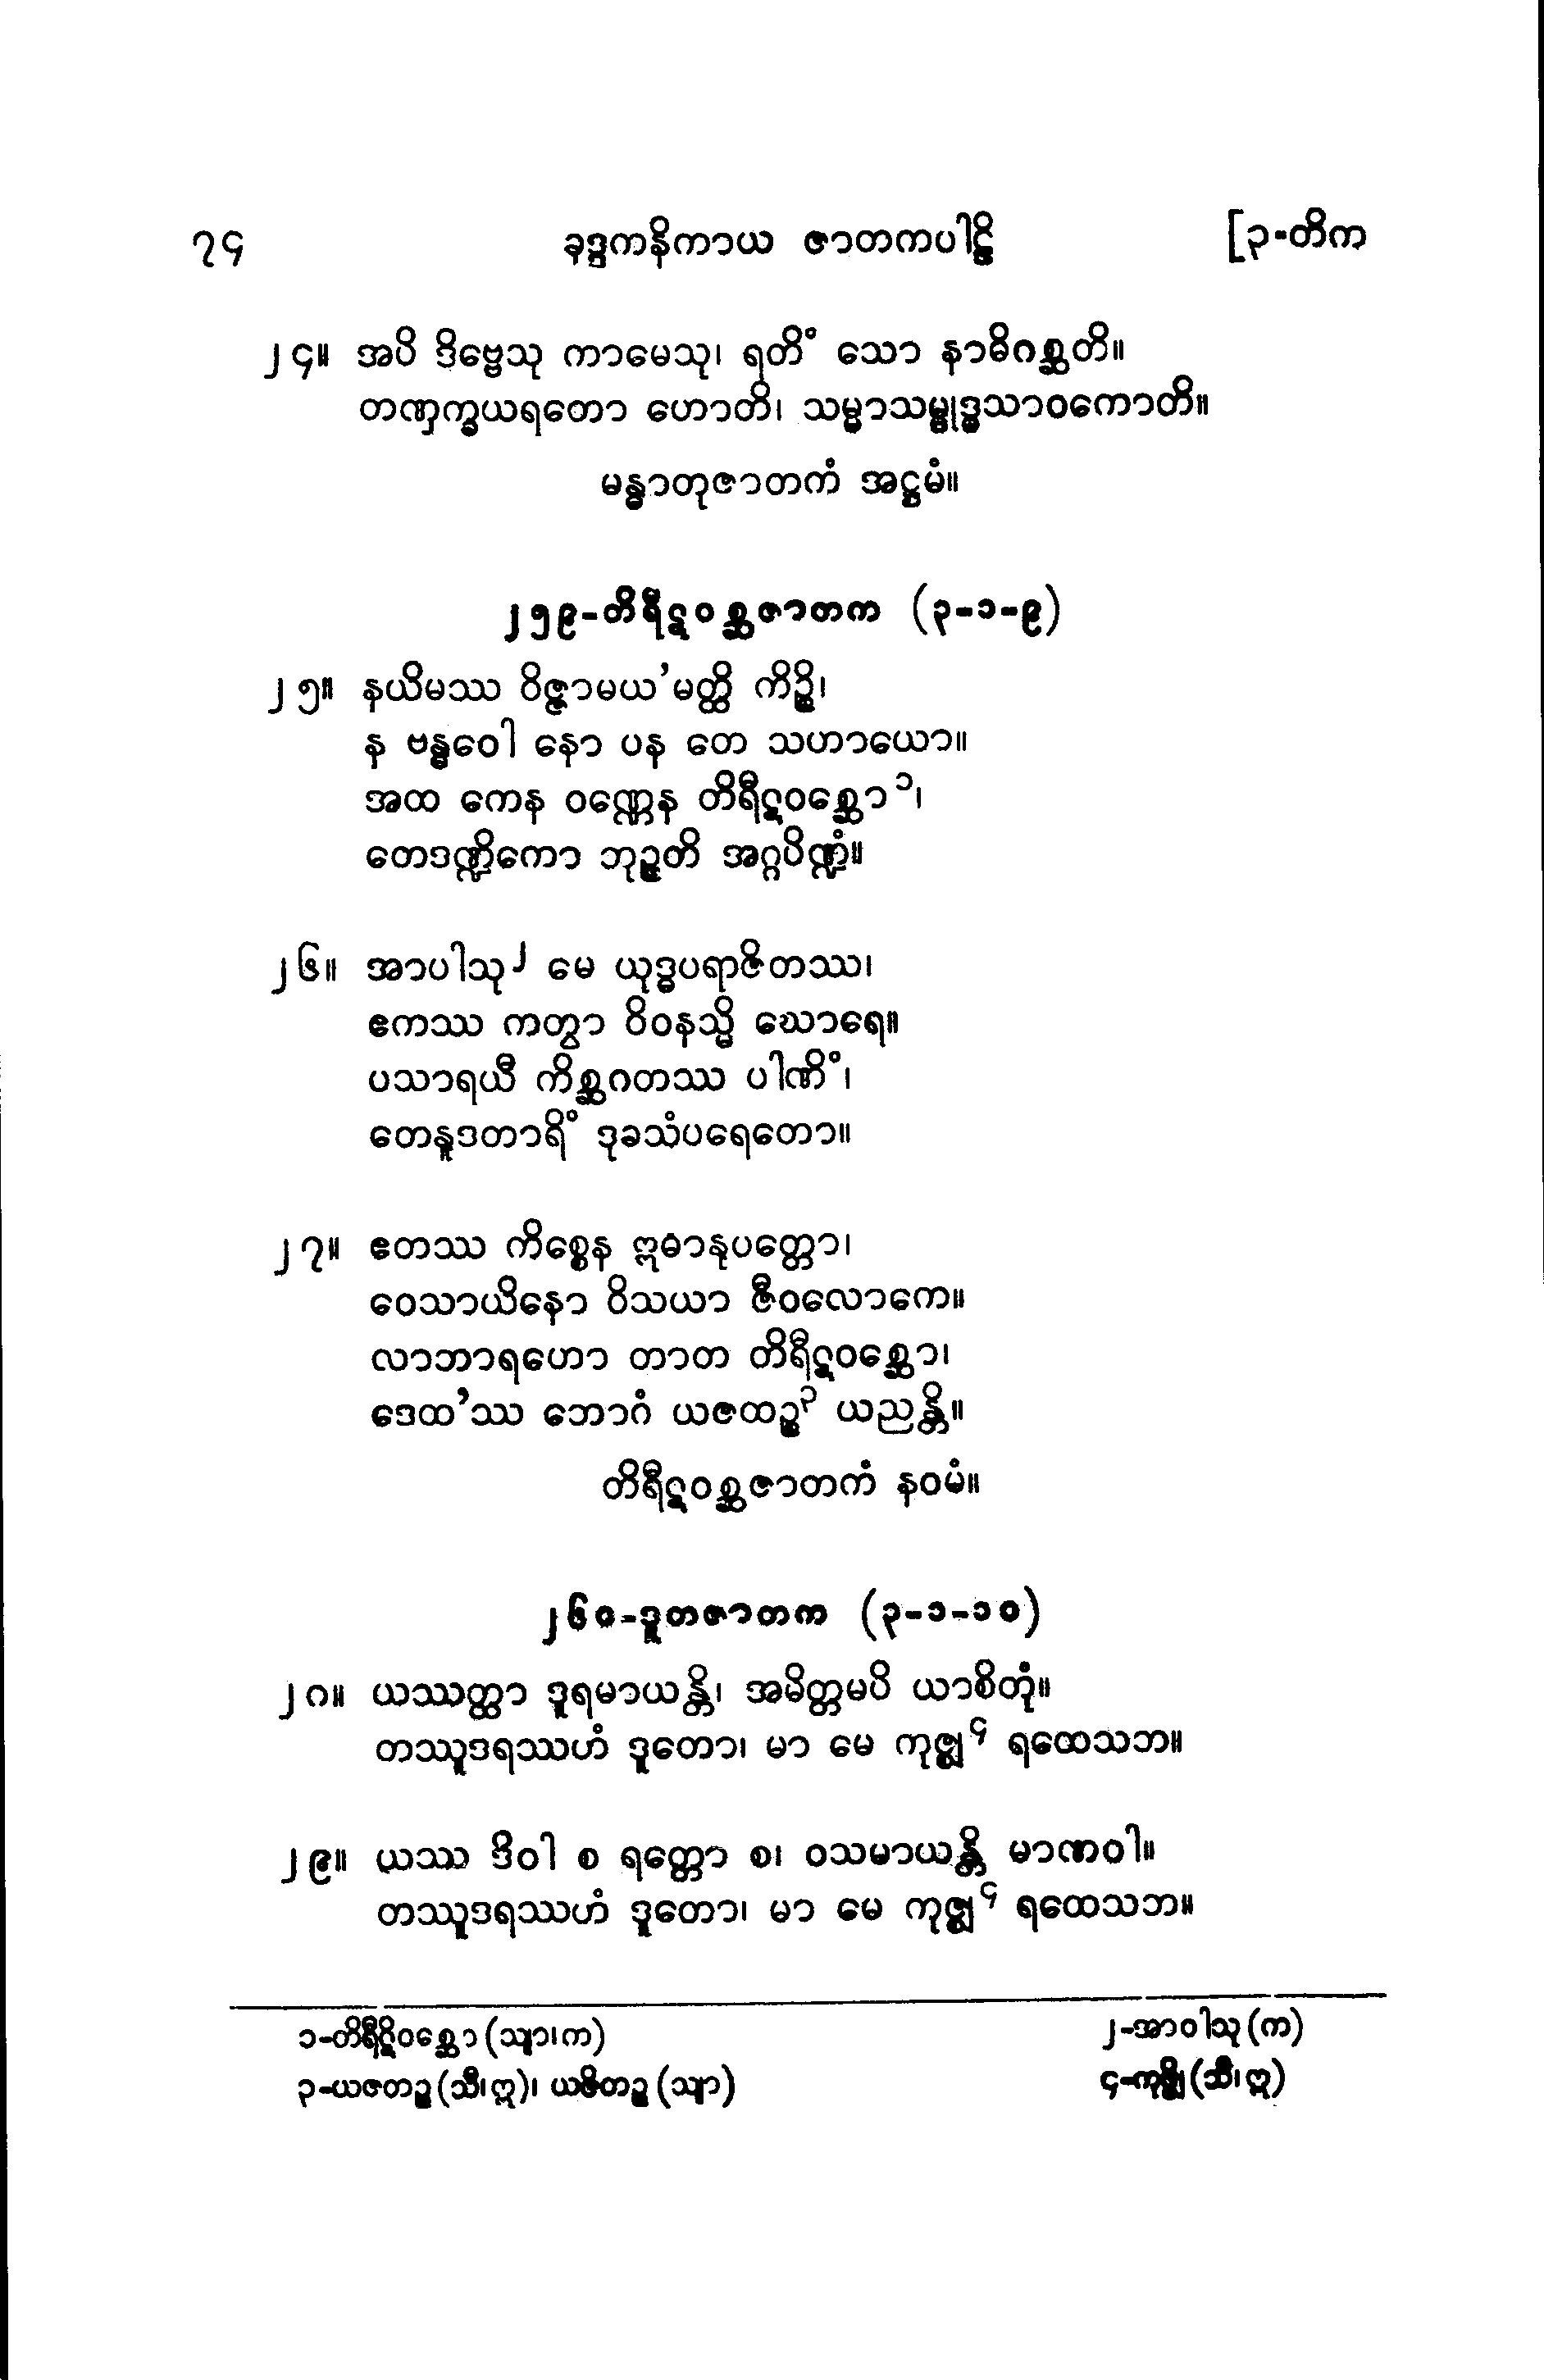 ၇၄ ခုဒ္ဒကနိကာယ ဇာတကပါဠိ [၃-တိက
၂၄။ အပိ ဒိဗ္ဗေသု ကာမေသု၊ ရတိံ သော နာဓိဂစ္ဆတိ။
တဏှက္ခယရတော ဟောတိ၊ သမ္မာသမ္ဗုဒ္ဓသာဝကောတိ။
မန္ဓာတုဇာတကံ အဋ္ဌမံ။
၂၅၉-တိရီဋဝစ္ဆဇာတက (၃-၁-၉)
၂၅။ နယိမဿ ဝိဇ္ဇာမယ’မတ္ထိ ကိဉ္စိ၊
န ဗန္ဓဝေါ နော ပန တေ သဟာယော။
အထ ကေန ဝဏ္ဏေန တိရီဋဝစ္ဆော၁၊
တေဒဏ္ဍိကော ဘုဉ္ဇတိ အဂ္ဂပိဏ္ဍံ။
၂၆။ အာပါသု၂ မေ ယုဒ္ဓပရာဇိတဿ၊
ဧကဿ ကတွာ ဝိဝနသ္မိ ဃောရေ။
ပသာရယီ ကိစ္ဆဂတဿ ပါဏိံ၊
တေနူဒတာရိံ ဒုခသံပရေတော။
၂၇။ ဧတဿ ကိစ္စေန ဣဓာနုပတ္တော၊
ဝေသာယိနော ဝိသယာ ဇီဝလောကေ။
လာဘာရဟော တာတ တိရီဋဝစ္ဆော၊
ဒေထ’ဿ ဘောဂံ ယဇထဉ္စ၃ ယညန္တိ။
တိရီဋဝစ္ဆဇာတကံ နဝမံ။
၂၆၀-ဒူတဇာတက (၃-၁-၁၀)
၂၈။ ယဿတ္ထာ ဒူရမာယန္တိ၊ အမိတ္တမပိ ယာစိတုံ။
တဿူဒရဿဟံ ဒူတော၊ မာ မေ ကုဇ္ဈ၄ ရထေသဘ။
၂၉။ ယဿ ဒိဝါ စ ရတ္တော စ၊ ဝသမာယန္တိ မာဏဝါ။
တဿူဒရဿဟံ ဒူတော၊ မာ မေ ကုဇ္ဈ၄ ရထေသဘ။
၁-တိရီဋိဝစ္ဆော (သျာ၊က) ၂-အာဝါသု (က)
၃-ယဇတဉ္စ (သီ၊ဣ)၊ ယဇိတဉ္စ (သျာ) ၄-ကုဇ္ဈိ (သီ၊ဣ)